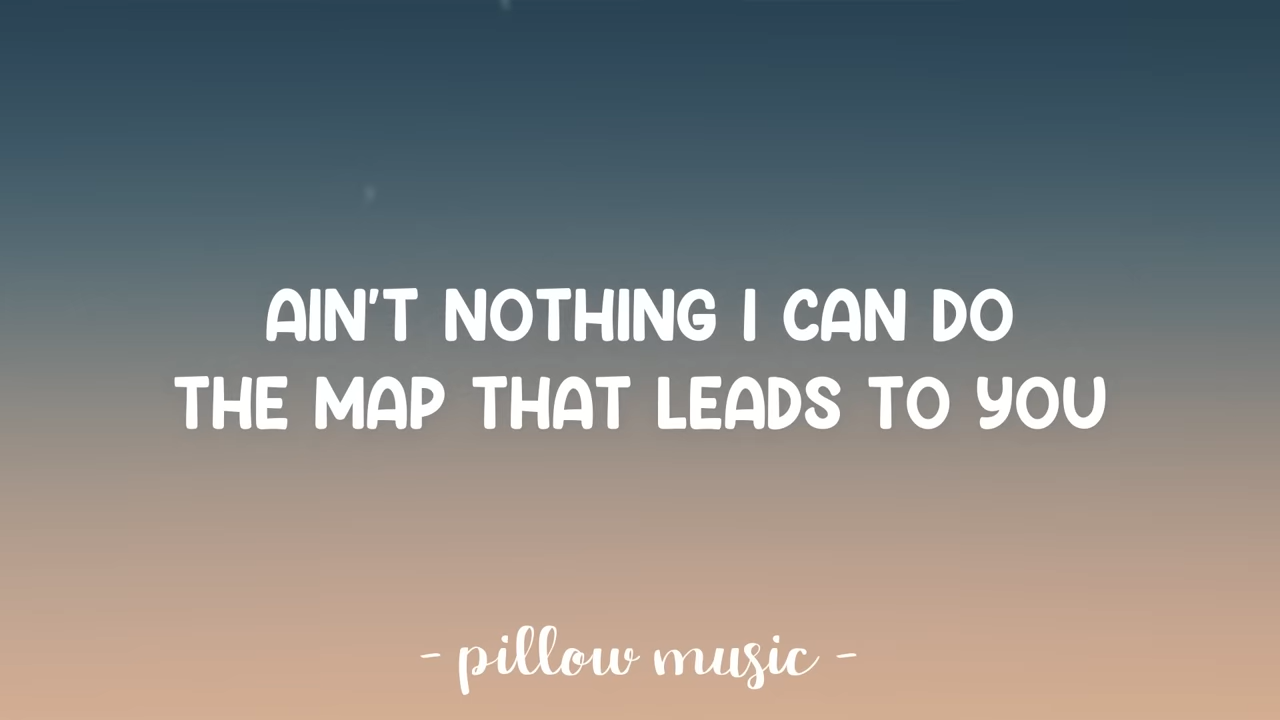 AIN'T NOTHING I CAN DO
THE MAP THAT LEADS TO YOU
- pillow music -